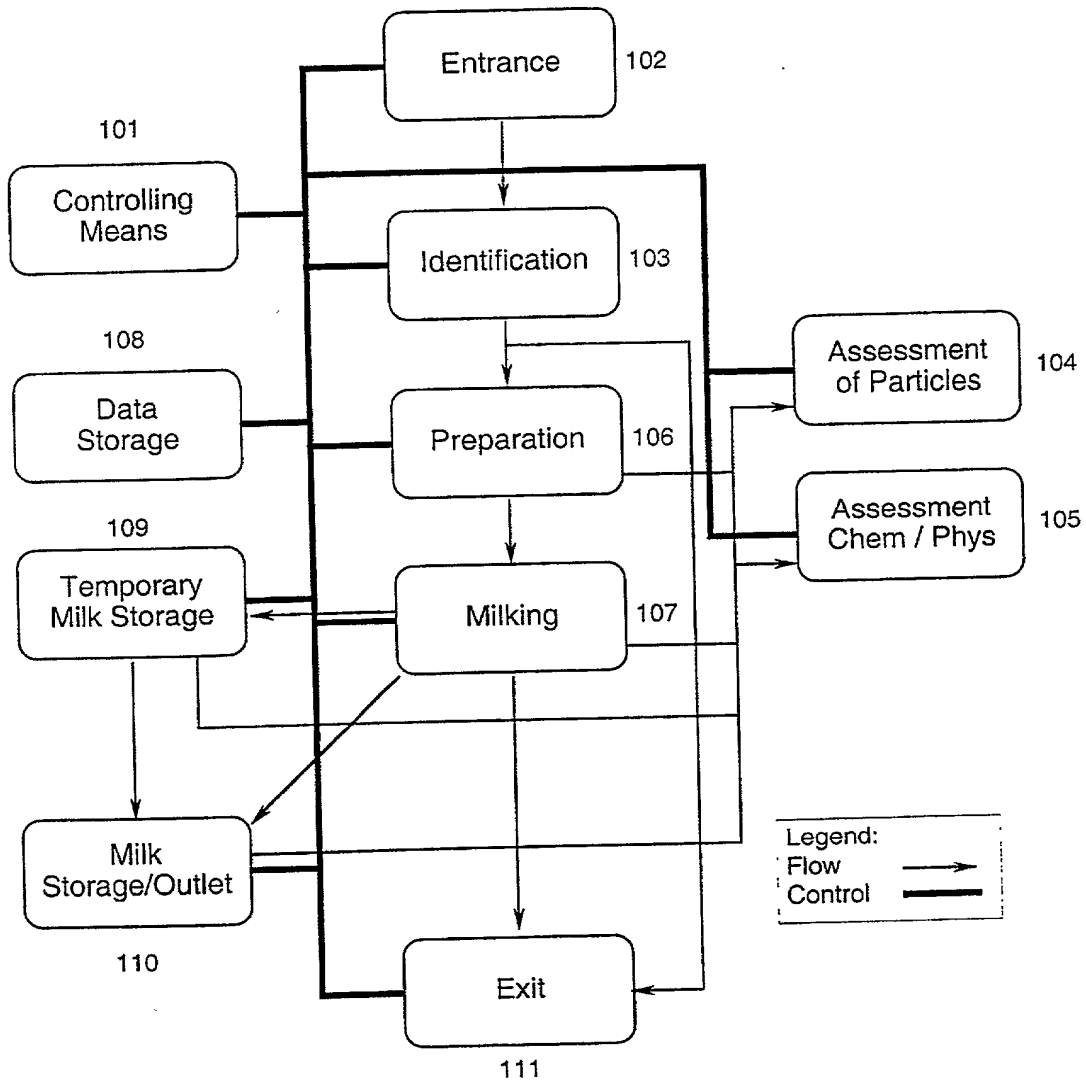 Entrance
102
101
Controlling
Means
Identification
103
108
Data
Storage
Assessment
of Particles
104
Preparation
106
109
Temporary
Milk Storage
Assessment
Chem / Phys
105
Milking
107
Milk
Storage/Outlet
110
Legend:
Flow
Control
Exit
111